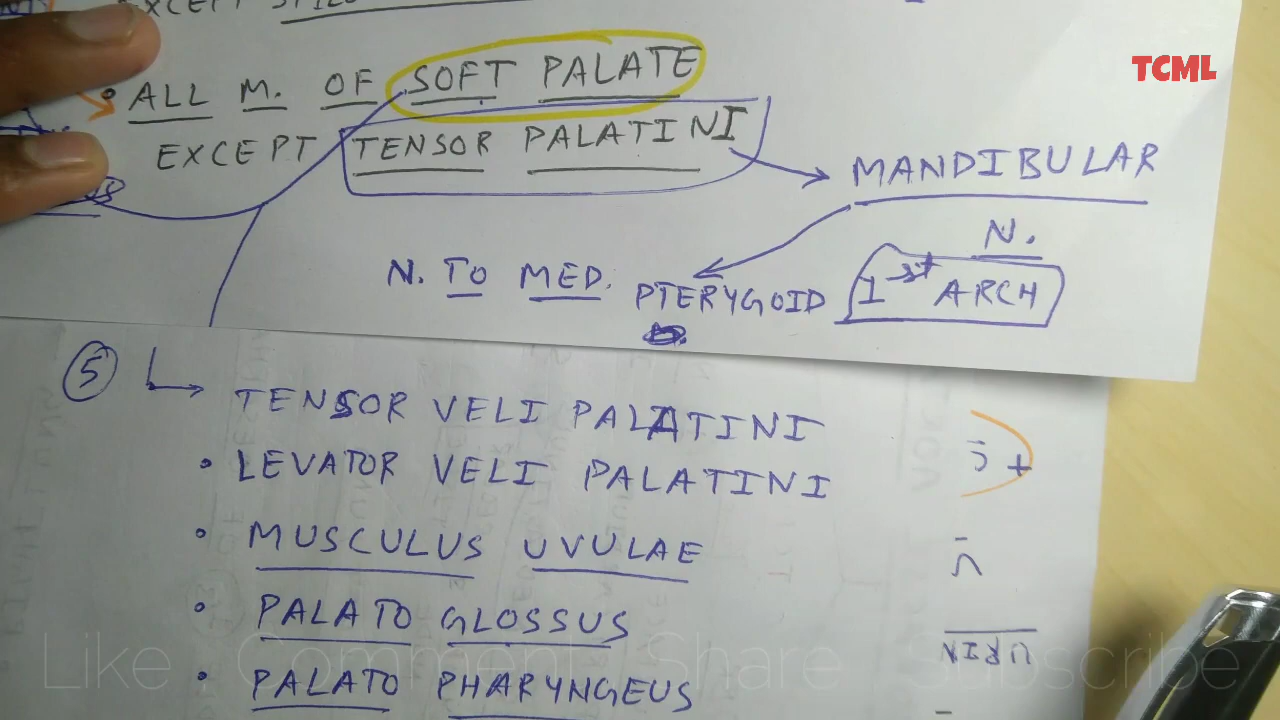 EXCEPT
TCML
• ALL M. OF SOFT PALATE
EXCEPT TENSOR PALATINI
MANDIBULAR
N.
N. TO MED. PTERYGOID
1st ARCH
5
TENSOR VELI PALATINI
• LEVATOR VELI PALATINI
• MUSCULUS UVULAE
• PALATO GLOSSUS
• PALATO PHARYNGEUS
Like . Comment . Share . Subscribe